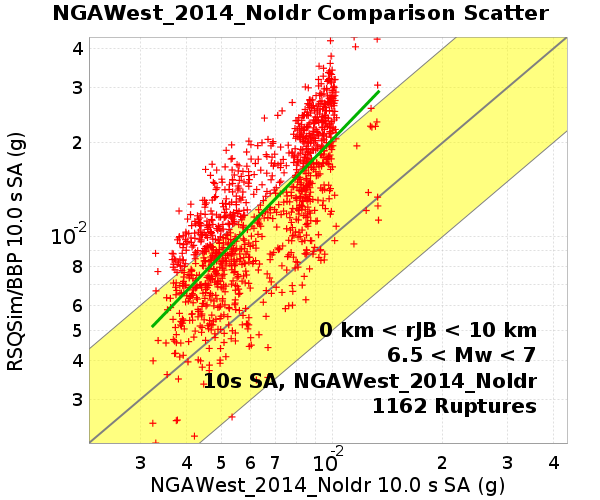 NGAWest_2014_NoIdr Comparison Scatter
4
3
2
10-2
8
6
5
4
3
RSQSim/BBP 10.0 s SA (g)
0 km < rJB < 10 km
6.5 < Mw < 7
10s SA, NGAWest_2014_NoIdr
1162 Ruptures
3 4 5 6 7 10-2 2 3 4
NGAWest_2014_NoIdr 10.0 s SA (g)